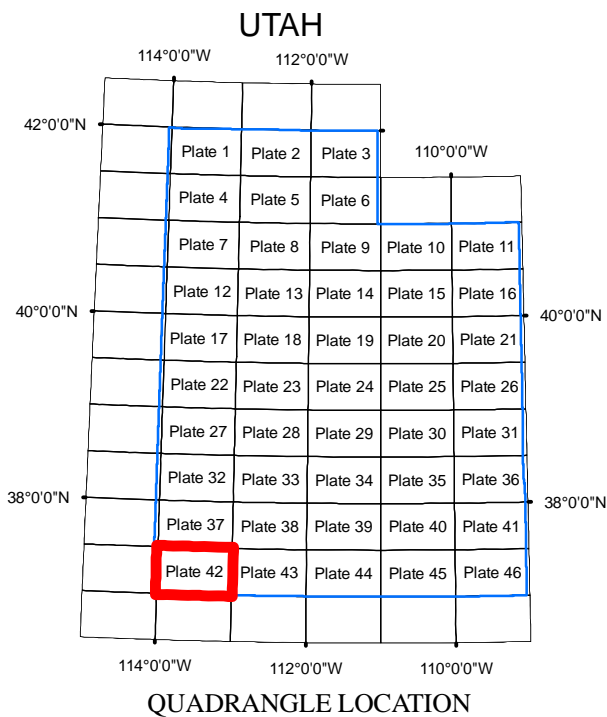 UTAH
114°0'0"W 112°0'0"W
42°0'0"N
Plate 1 Plate 2 Plate 3
110°0'0"W
Plate 4 Plate 5 Plate 6
Plate 7 Plate 8 Plate 9 Plate 10 Plate 11
Plate 12 Plate 13 Plate 14 Plate 15 Plate 16
40°0'0"N 40°0'0"N
Plate 17 Plate 18 Plate 19 Plate 20 Plate 21
Plate 22 Plate 23 Plate 24 Plate 25 Plate 26
Plate 27 Plate 28 Plate 29 Plate 30 Plate 31
Plate 32 Plate 33 Plate 34 Plate 35 Plate 36
38°0'0"N 38°0'0"N
Plate 37 Plate 38 Plate 39 Plate 40 Plate 41
Plate 42 Plate 43 Plate 44 Plate 45 Plate 46
114°0'0"W 112°0'0"W 110°0'0"W
QUADRANGLE LOCATION